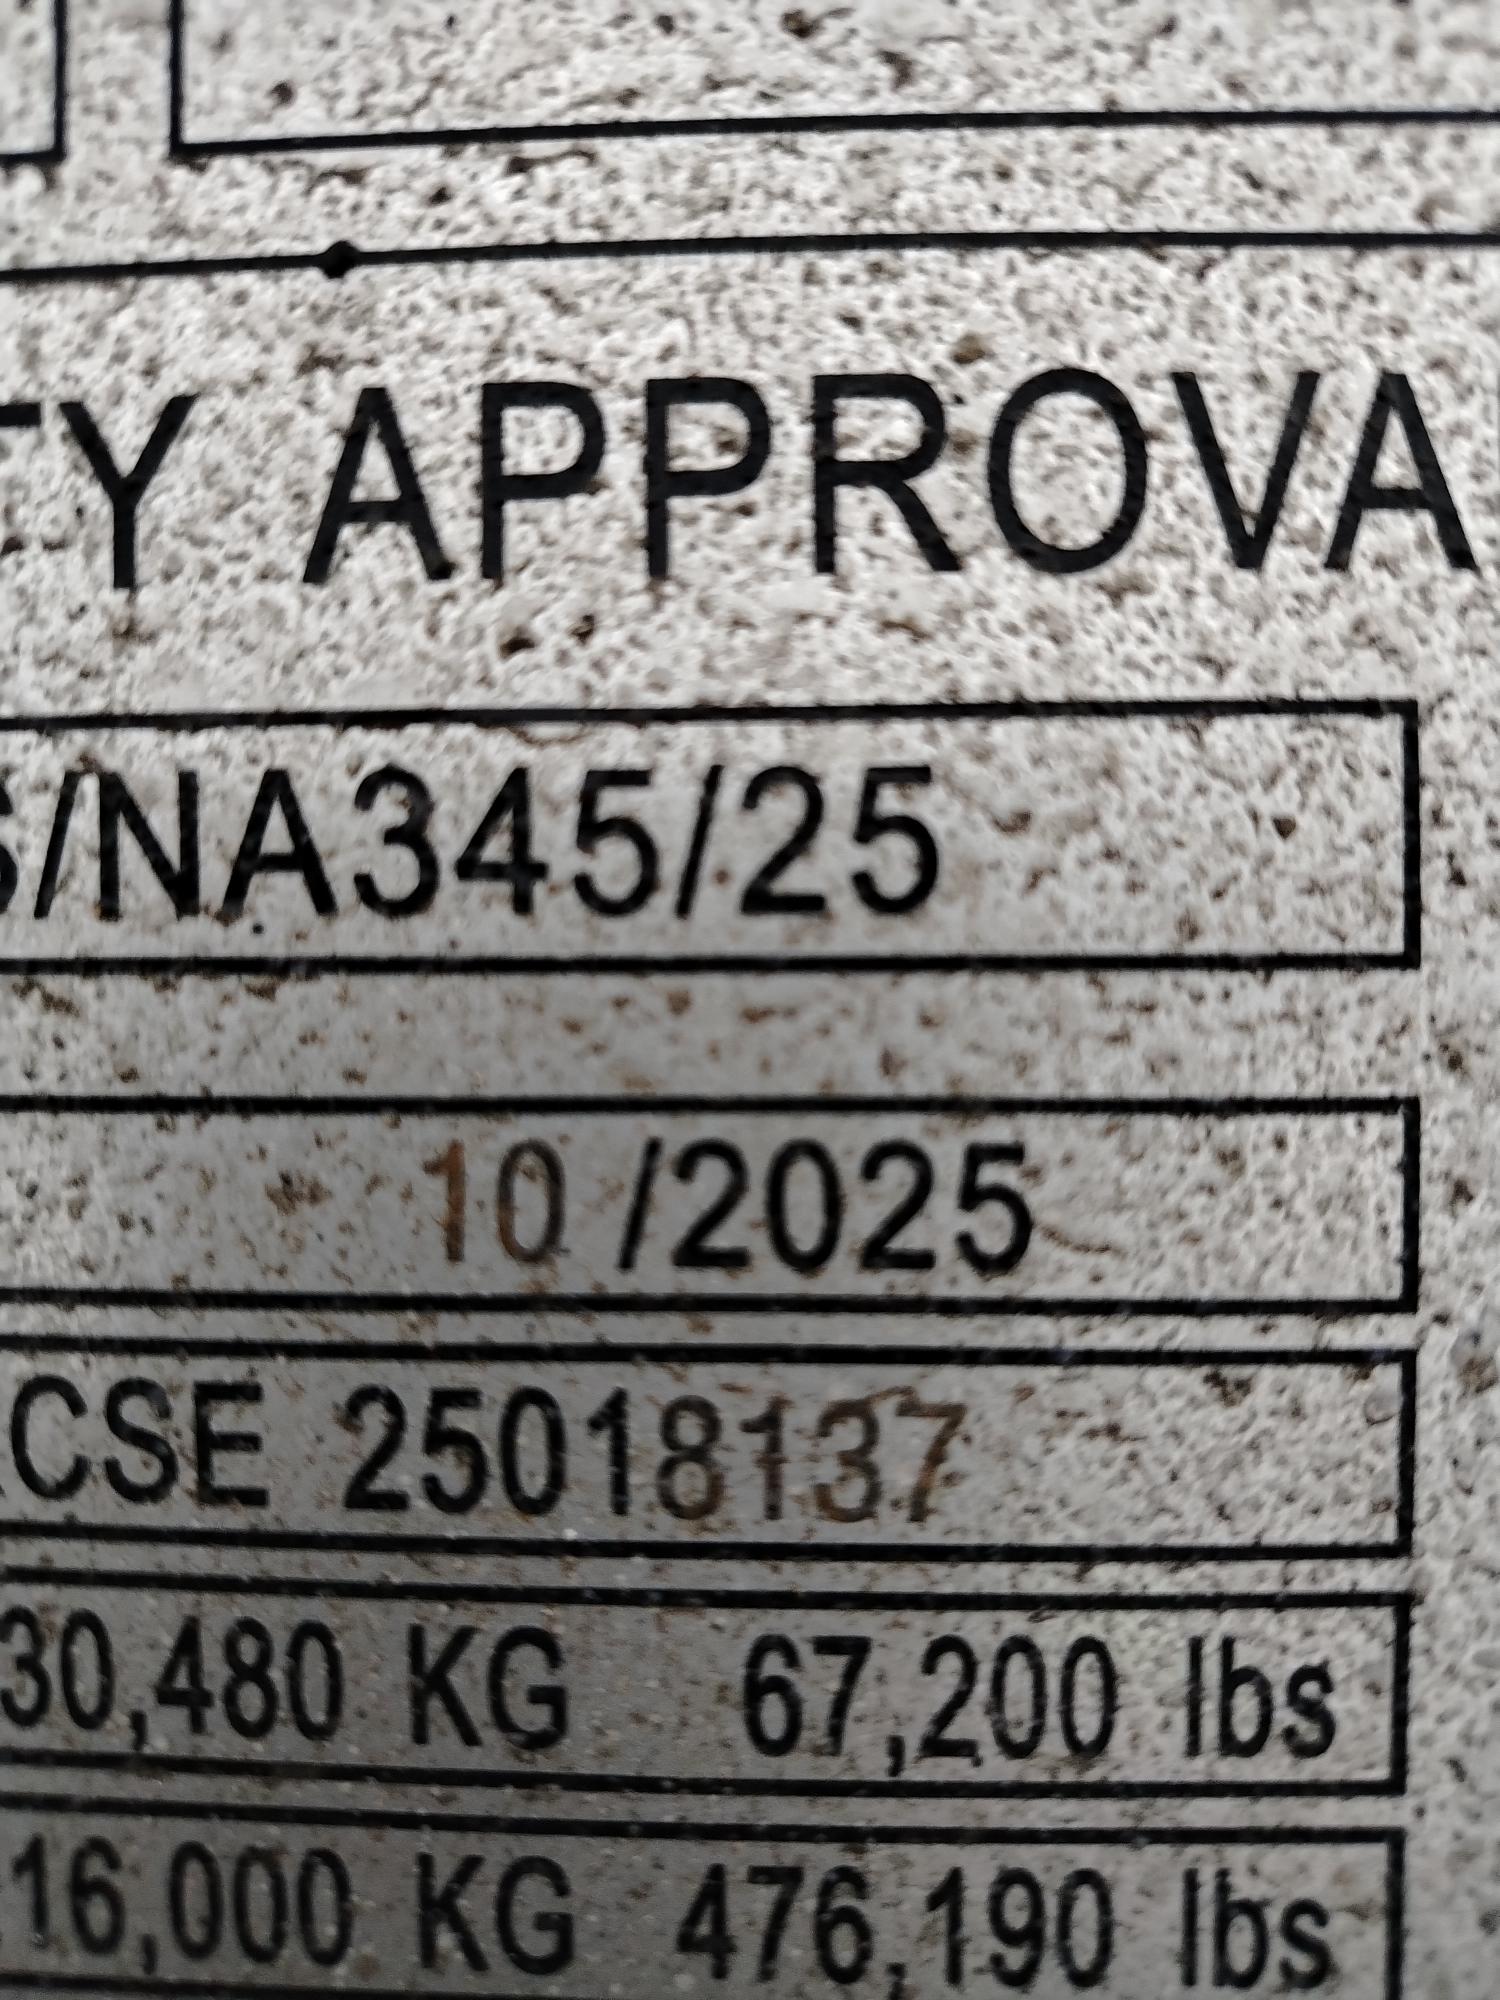 TY APPROVA
S/NA345/25
10 /2025
CSE 25018137
30,480 KG 67,200 lbs
16,000 KG 476,190 lbs